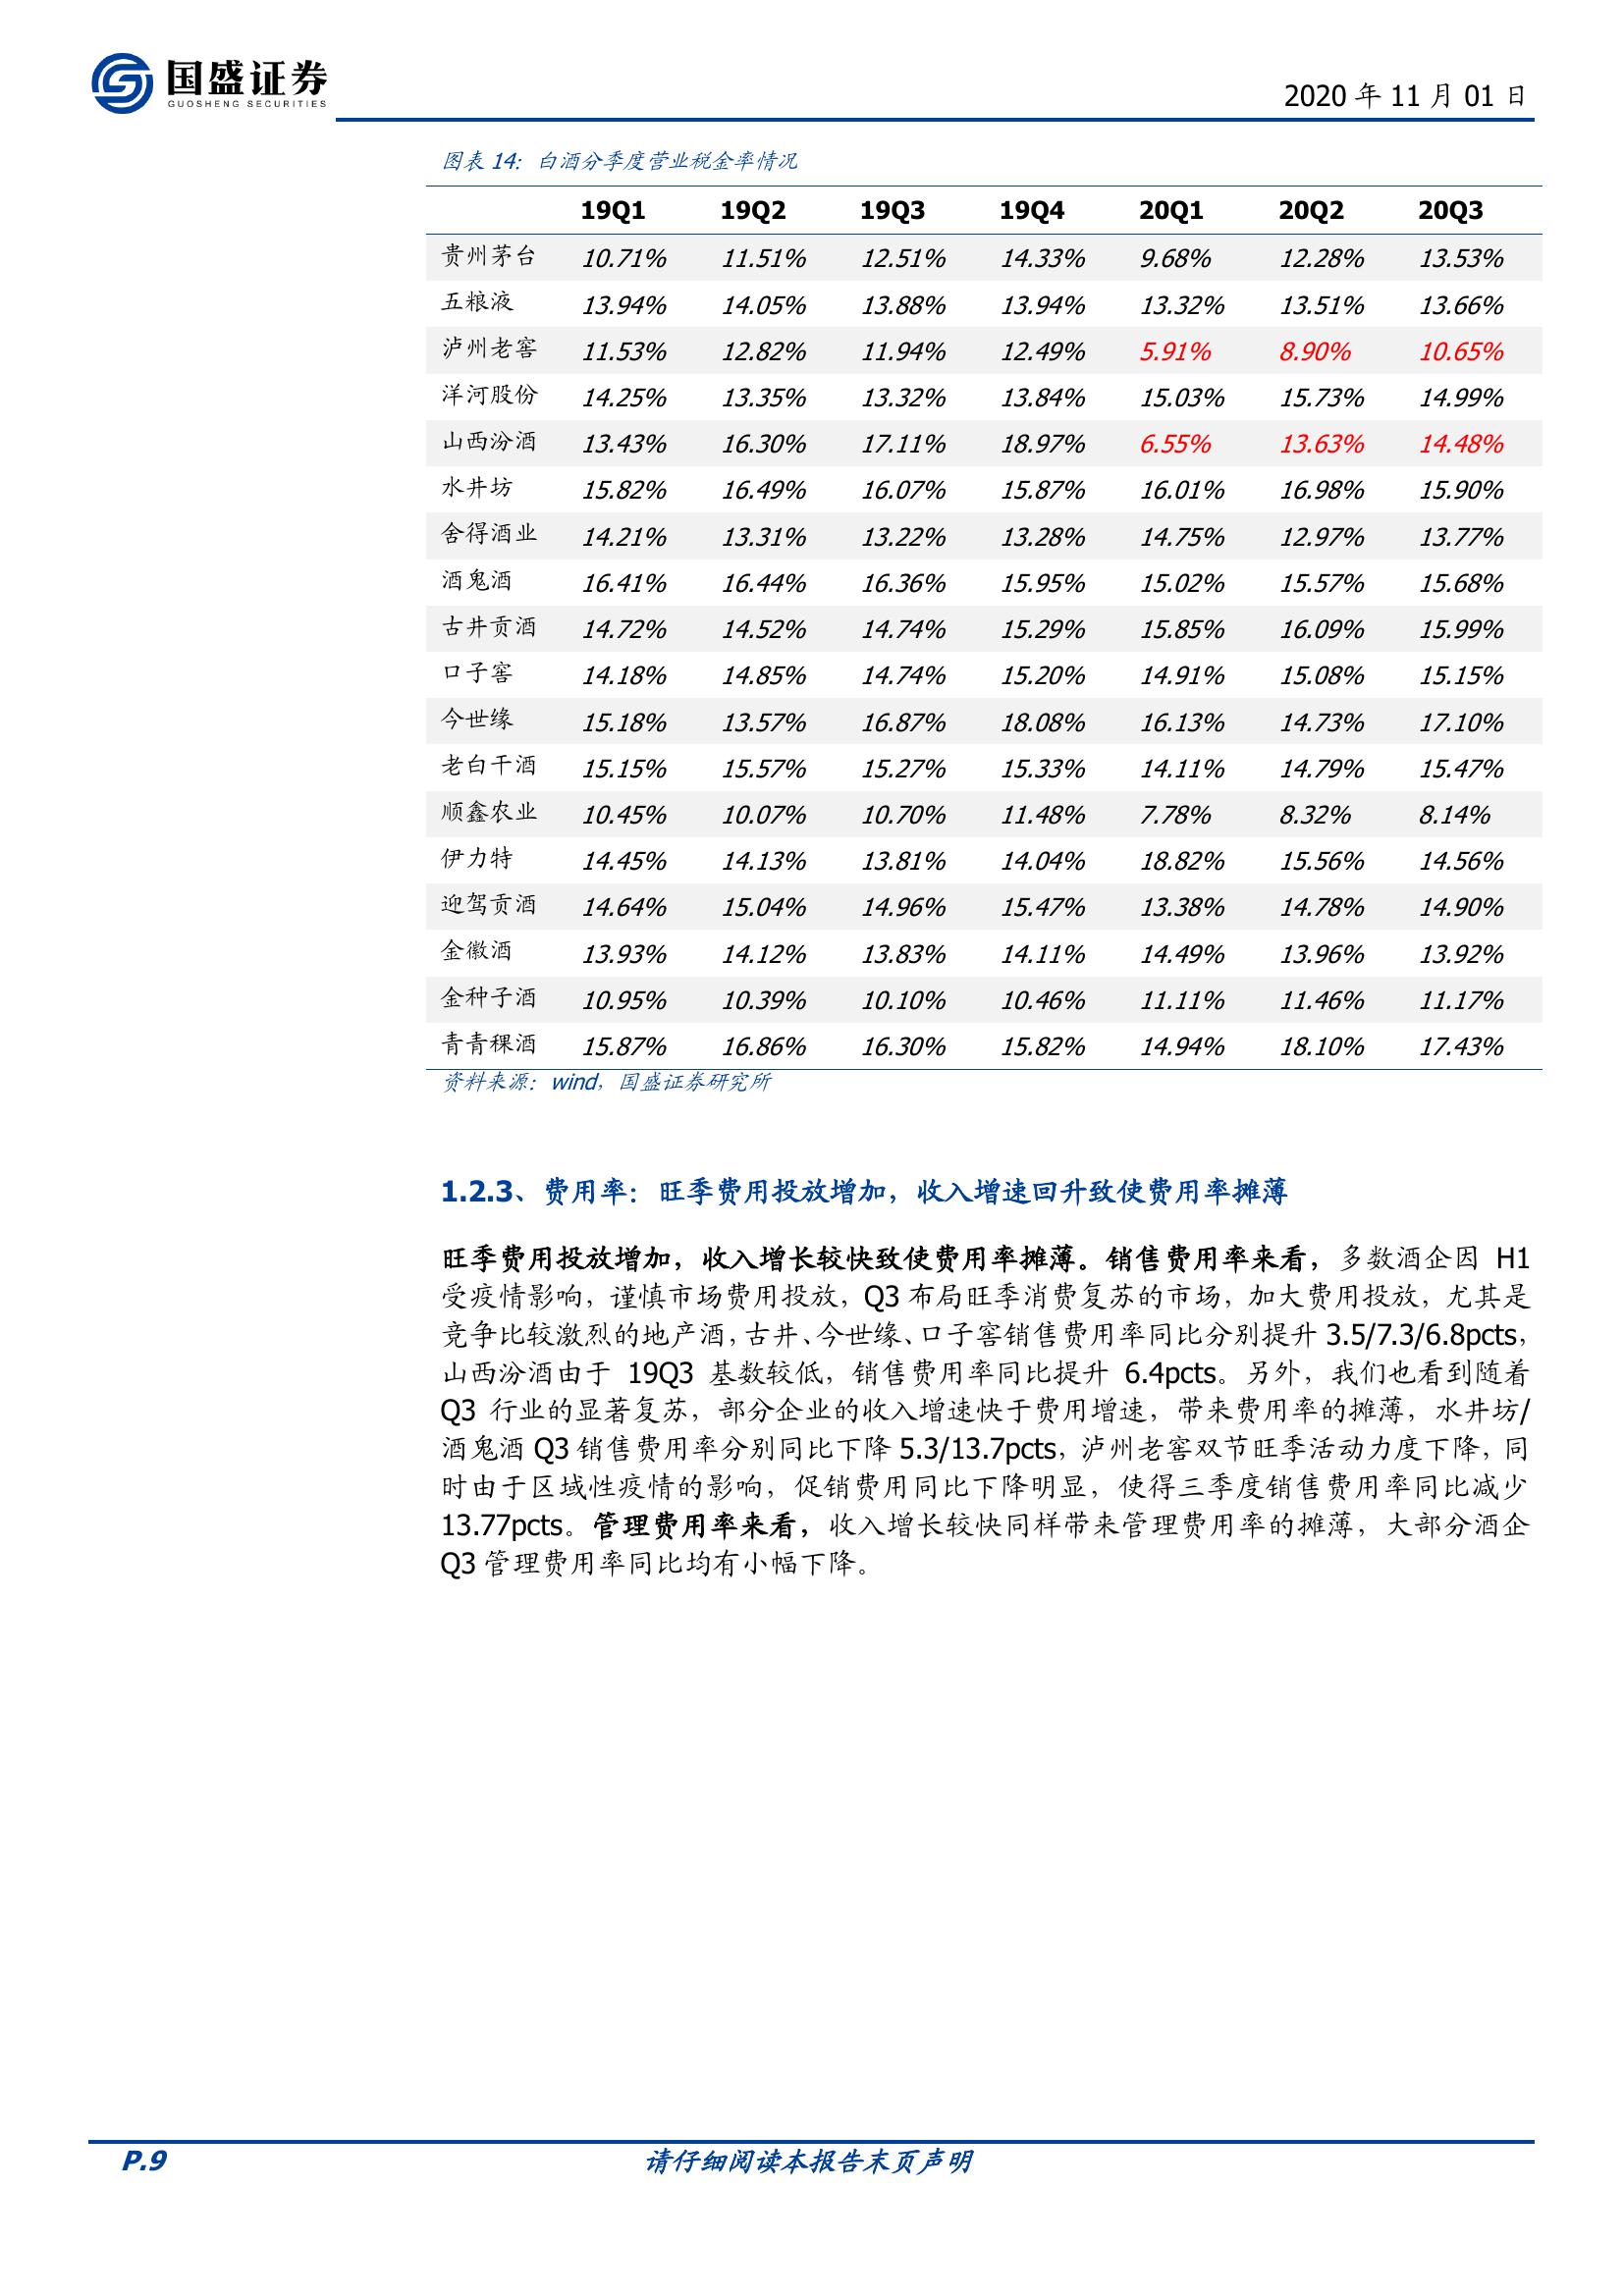 国盛证券
GUOSHENG SECURITIES
2020 年 11 月 01 日
图表 14：白酒分季度营业税金率情况
19Q1 19Q2 19Q3 19Q4 20Q1 20Q2 20Q3
贵州茅台 10.71% 11.51% 12.51% 14.33% 9.68% 12.28% 13.53%
五粮液 13.94% 14.05% 13.88% 13.94% 13.32% 13.51% 13.66%
泸州老窖 11.53% 12.82% 11.94% 12.49% 5.91% 8.90% 10.65%
洋河股份 14.25% 13.35% 13.32% 13.84% 15.03% 15.73% 14.99%
山西汾酒 13.43% 16.30% 17.11% 18.97% 6.55% 13.63% 14.48%
水井坊 15.82% 16.49% 16.07% 15.87% 16.01% 16.98% 15.90%
舍得酒业 14.21% 13.31% 13.22% 13.28% 14.75% 12.97% 13.77%
酒鬼酒 16.41% 16.44% 16.36% 15.95% 15.02% 15.57% 15.68%
古井贡酒 14.72% 14.52% 14.74% 15.29% 15.85% 16.09% 15.99%
口子窖 14.18% 14.85% 14.74% 15.20% 14.91% 15.08% 15.15%
今世缘 15.18% 13.57% 16.87% 18.08% 16.13% 14.73% 17.10%
老白干酒 15.15% 15.57% 15.27% 15.33% 14.11% 14.79% 15.47%
顺鑫农业 10.45% 10.07% 10.70% 11.48% 7.78% 8.32% 8.14%
伊力特 14.45% 14.13% 13.81% 14.04% 18.82% 15.56% 14.56%
迎驾贡酒 14.64% 15.04% 14.96% 15.47% 13.38% 14.78% 14.90%
金徽酒 13.93% 14.12% 13.83% 14.11% 14.49% 13.96% 13.92%
金种子酒 10.95% 10.39% 10.10% 10.46% 11.11% 11.46% 11.17%
青青稞酒 15.87% 16.86% 16.30% 15.82% 14.94% 18.10% 17.43%
资料来源：wind，国盛证券研究所
1.2.3、费用率：旺季费用投放增加，收入增速回升致使费用率摊薄
旺季费用投放增加，收入增长较快致使费用率摊薄。销售费用率来看，多数酒企因 H1
受疫情影响，谨慎市场费用投放，Q3 布局旺季消费复苏的市场，加大费用投放，尤其是
竞争比较激烈的地产酒，古井、今世缘、口子窖销售费用率同比分别提升 3.5/7.3/6.8pcts，
山西汾酒由于 19Q3 基数较低，销售费用率同比提升 6.4pcts。另外，我们也看到随着
Q3 行业的显著复苏，部分企业的收入增速快于费用增速，带来费用率的摊薄，水井坊/
酒鬼酒 Q3 销售费用率分别同比下降 5.3/13.7pcts，泸州老窖双节旺季活动力度下降，同
时由于区域性疫情的影响，促销费用同比下降明显，使得三季度销售费用率同比减少
13.77pcts。管理费用率来看，收入增长较快同样带来管理费用率的摊薄，大部分酒企
Q3 管理费用率同比均有小幅下降。
P.9
请仔细阅读本报告末页声明